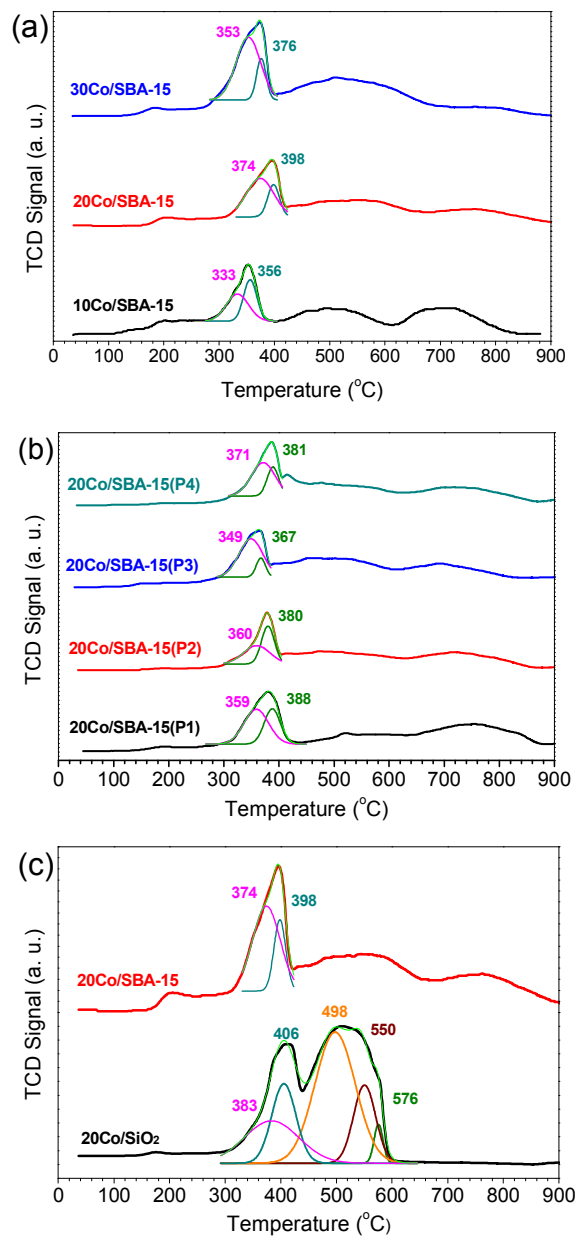 (a)
353
376
30Co/SBA-15
374
398
20Co/SBA-15
333
356
10Co/SBA-15
TCD Signal (a. u.)
0 100 200 300 400 500 600 700 800 900
Temperature (°C)
(b)
371
381
20Co/SBA-15(P4)
349
367
20Co/SBA-15(P3)
380
360
20Co/SBA-15(P2)
359
388
20Co/SBA-15(P1)
TCD Signal (a. u.)
0 100 200 300 400 500 600 700 800 900
Temperature (°C)
(c)
374
398
20Co/SBA-15
498
406
550
383
576
20Co/SiO₂
TCD Signal (a. u.)
0 100 200 300 400 500 600 700 800 900
Temperature (°C)